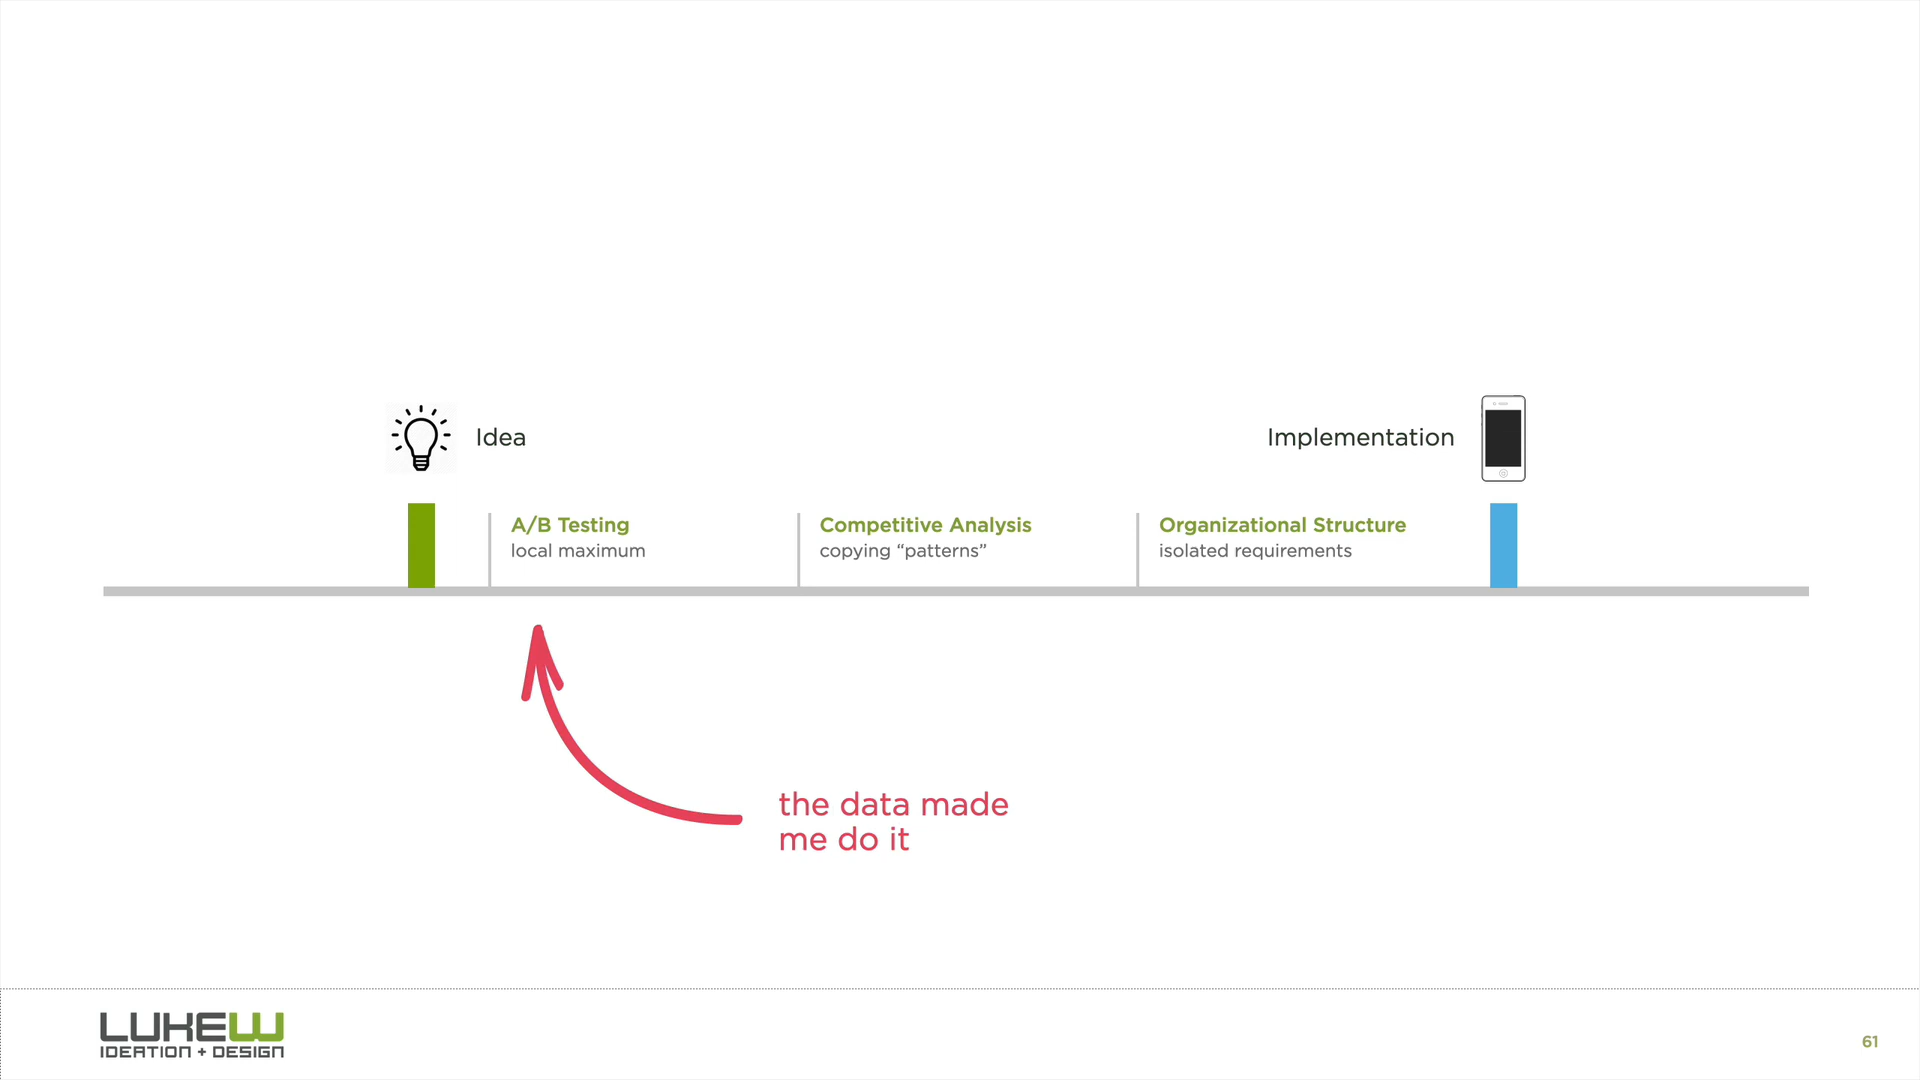 Idea
Implementation
A/B Testing
local maximum
Competitive Analysis
copying “patterns”
Organizational Structure
isolated requirements
the data made
me do it
LUKEW
IDEATION + DESIGN
61